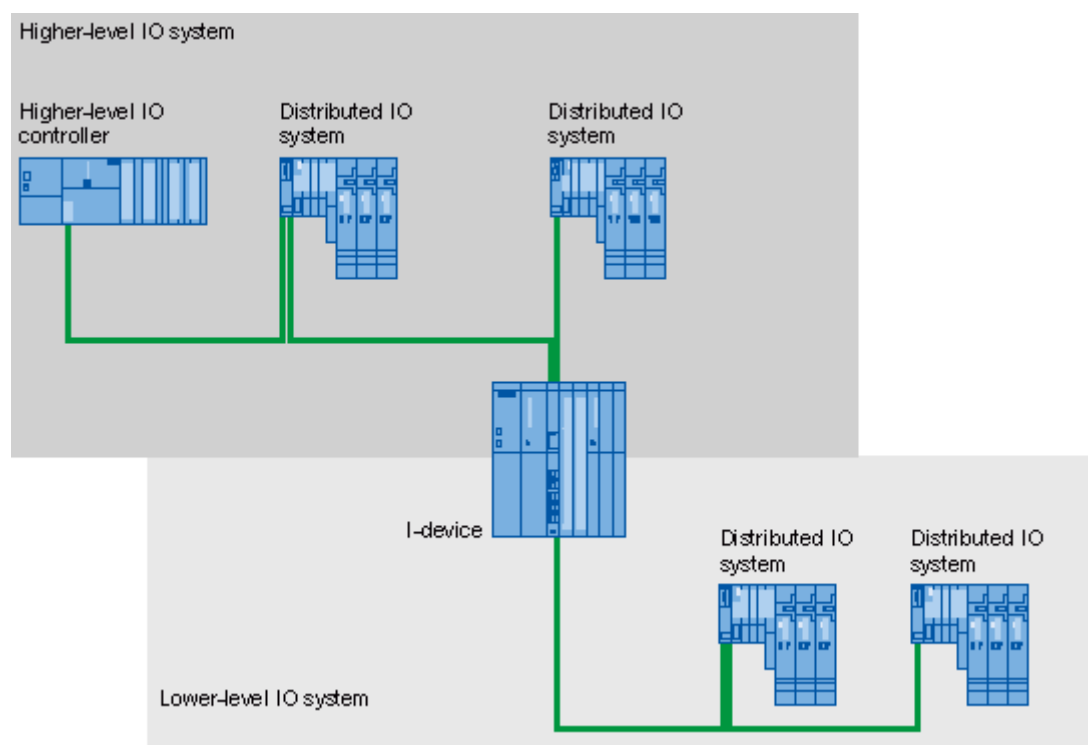 Higher-level IO system
Higher-level IO
controller
Distributed IO
system
Distributed IO
system
I-device
Distributed IO
system
Distributed IO
system
Lower-level IO system